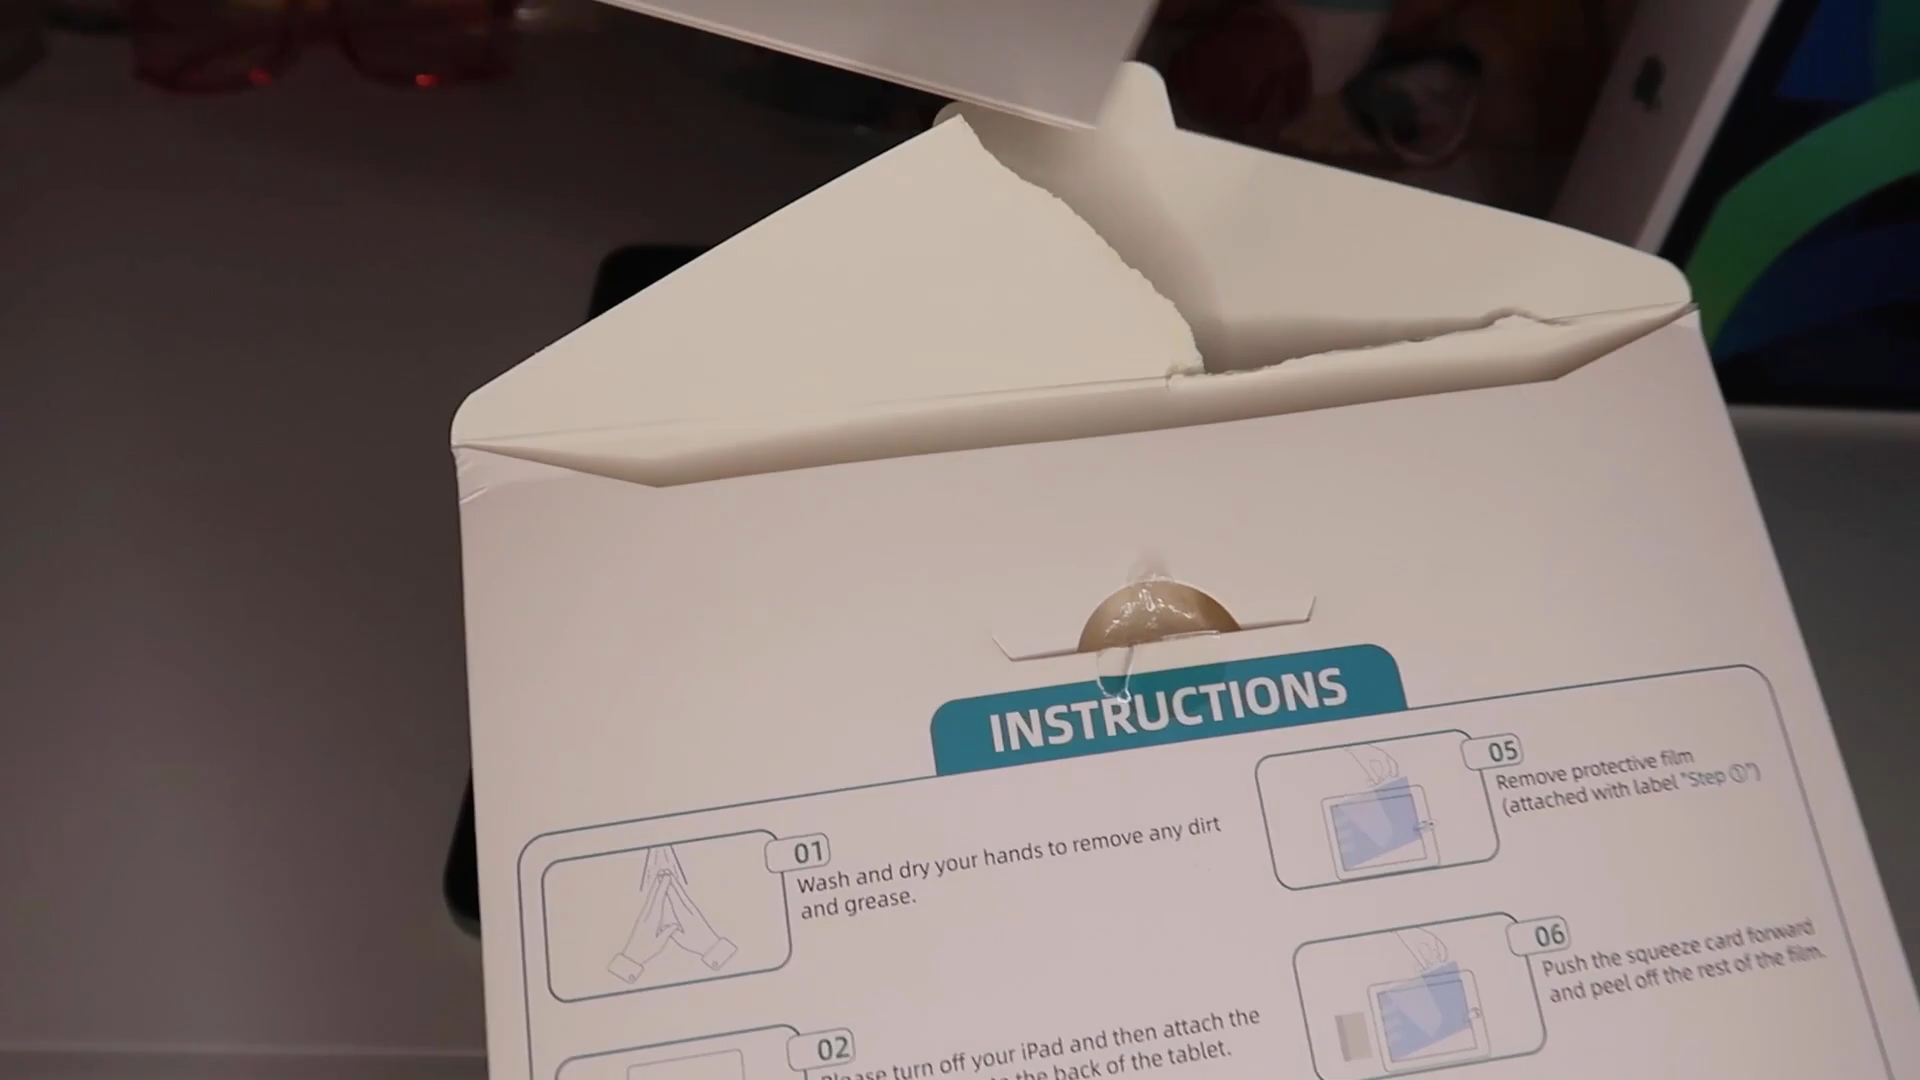 INSTRUCTIONS
01
Wash and dry your hands to remove any dirt
and grease.
02
Please turn off your iPad and then attach the
the back of the tablet.
05
Remove protective film
(attached with label "Step ①")
06
Push the squeeze card forward
and peel off the rest of the film.